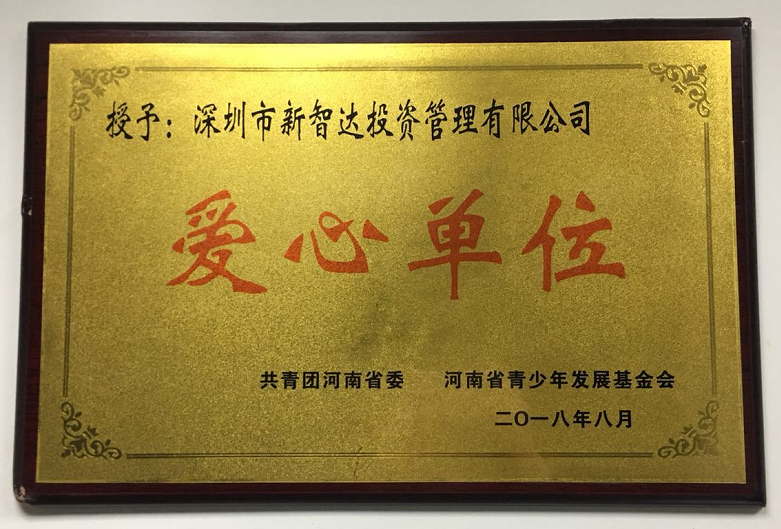 授予：深圳市新智达投资管理有限公司
爱心单位
共青团河南省委 河南省青少年发展基金会
二〇一八年八月